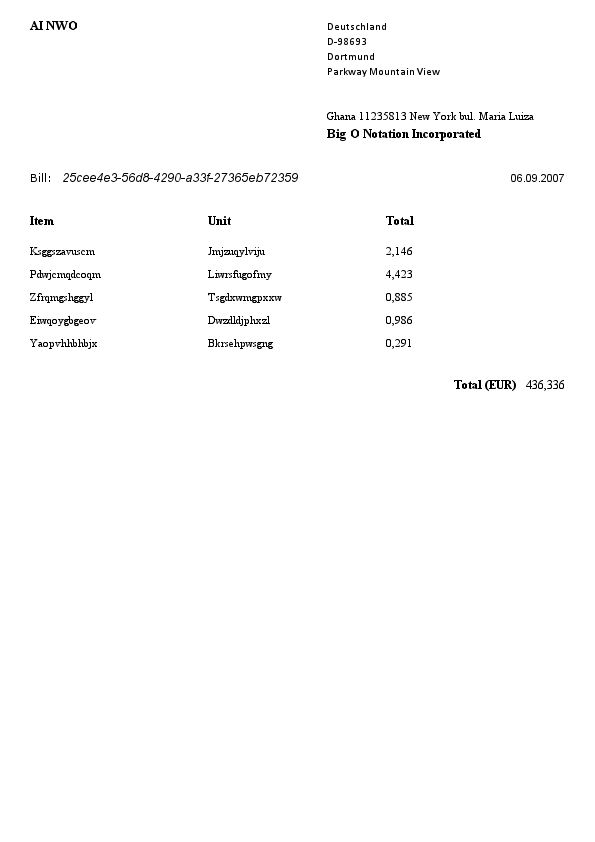 AI NWO
Deutschland
D-98693
Dortmund
Parkway Mountain View
Ghana 11235813 New York bul. Maria Luiza
Big O Notation Incorporated
Bill: 25cee4e3-56d8-4290-a33f-27365eb72359 06.09.2007
Item Unit Total
Ksggszavuscm Jmjzuqylviju 2,146
Pdwjcmqdcoqm Liwrsfugofmy 4,423
Zfrqmgshggyl Tsgdxwmgpxxw 0,885
Eiwqoygbgeov Dwzdldjphxzl 0,986
Yaopvhhbhbjx Bkrsehpwsgng 0,291
Total (EUR) 436,336